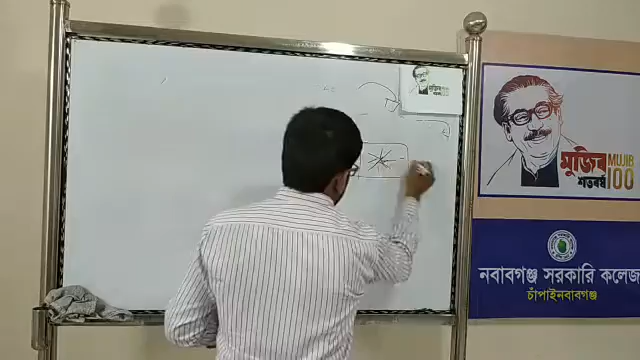 মুজিব MUJIB
শতবর্ষ 100
নবাবগঞ্জ সরকারি কলেজ
চাঁপাইনবাবগঞ্জ